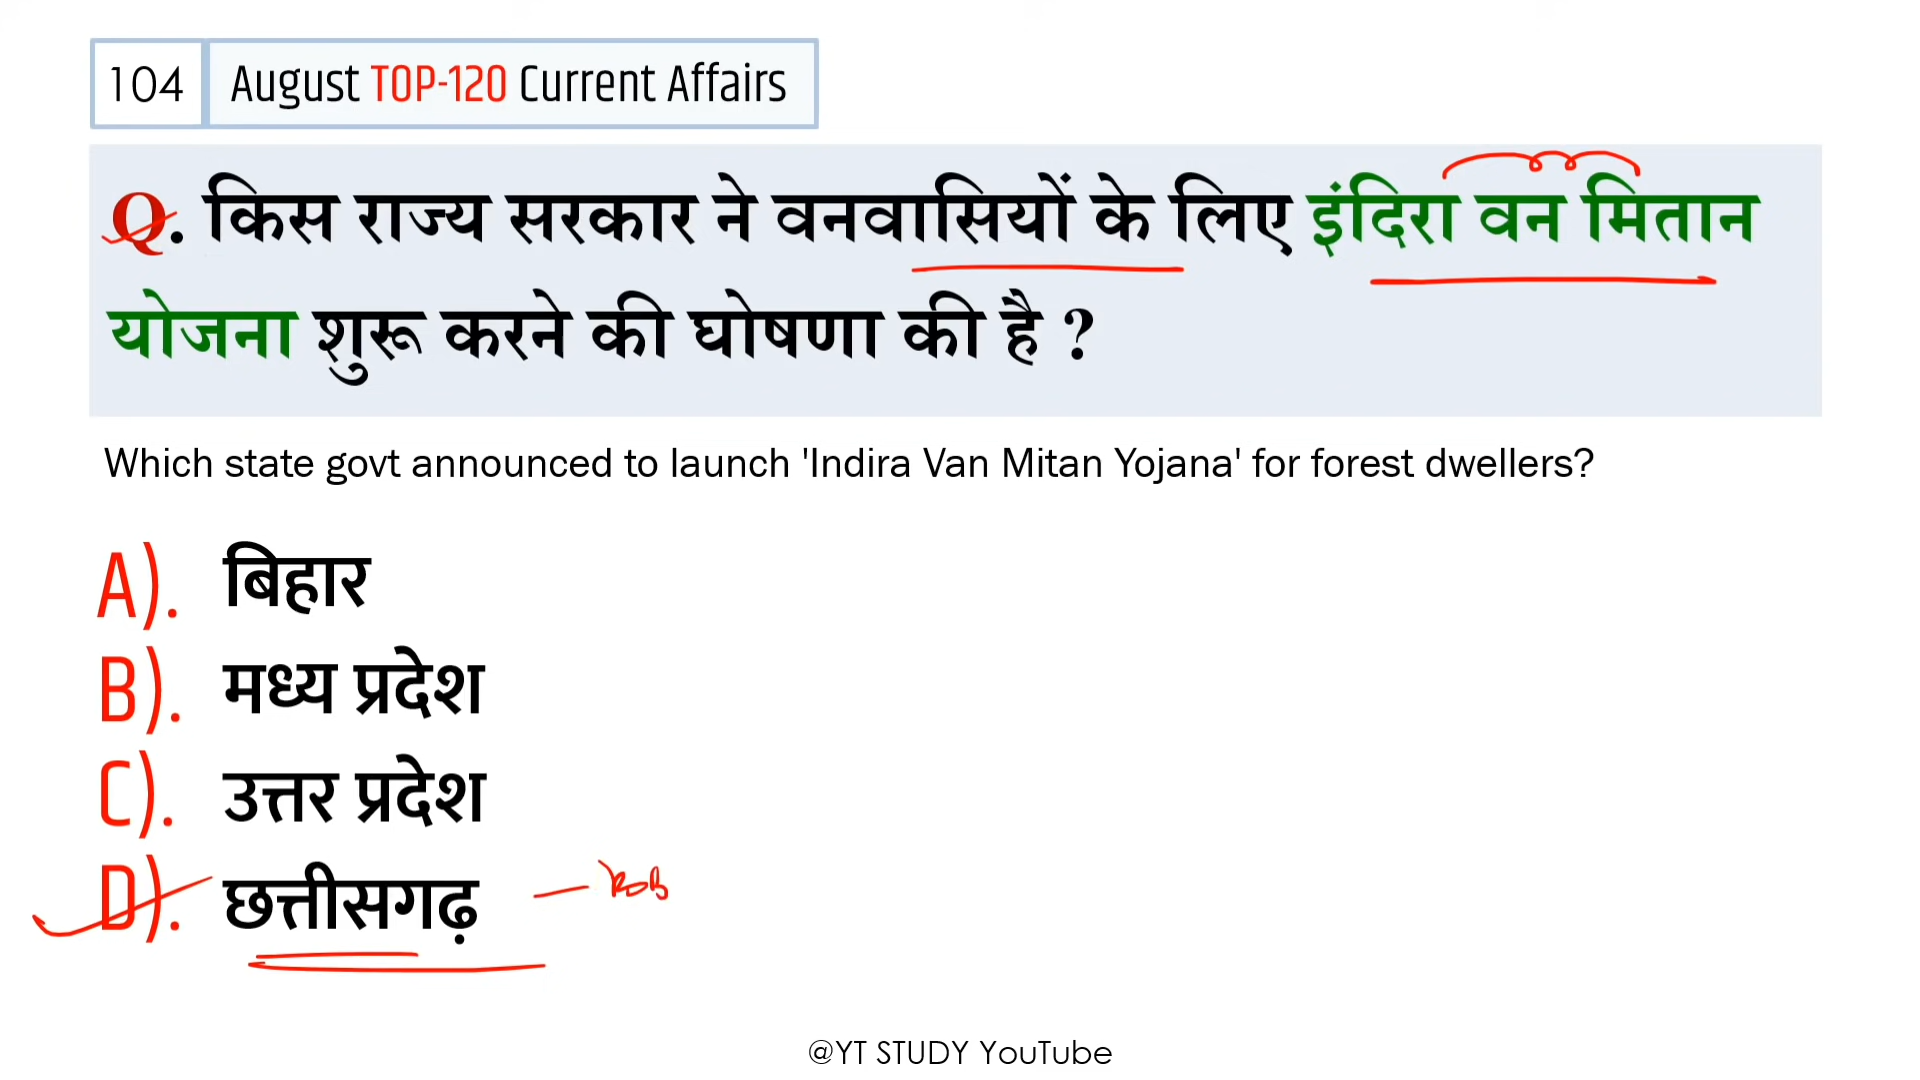 104 August TOP-120 Current Affairs
Q. किस राज्य सरकार ने वनवासियों के लिए इंदिरा वन मितान
योजना शुरू करने की घोषणा की है ?
Which state govt announced to launch 'Indira Van Mitan Yojana' for forest dwellers?
A). बिहार
B). मध्य प्रदेश
C). उत्तर प्रदेश
D). छत्तीसगढ़
@YT STUDY YouTube